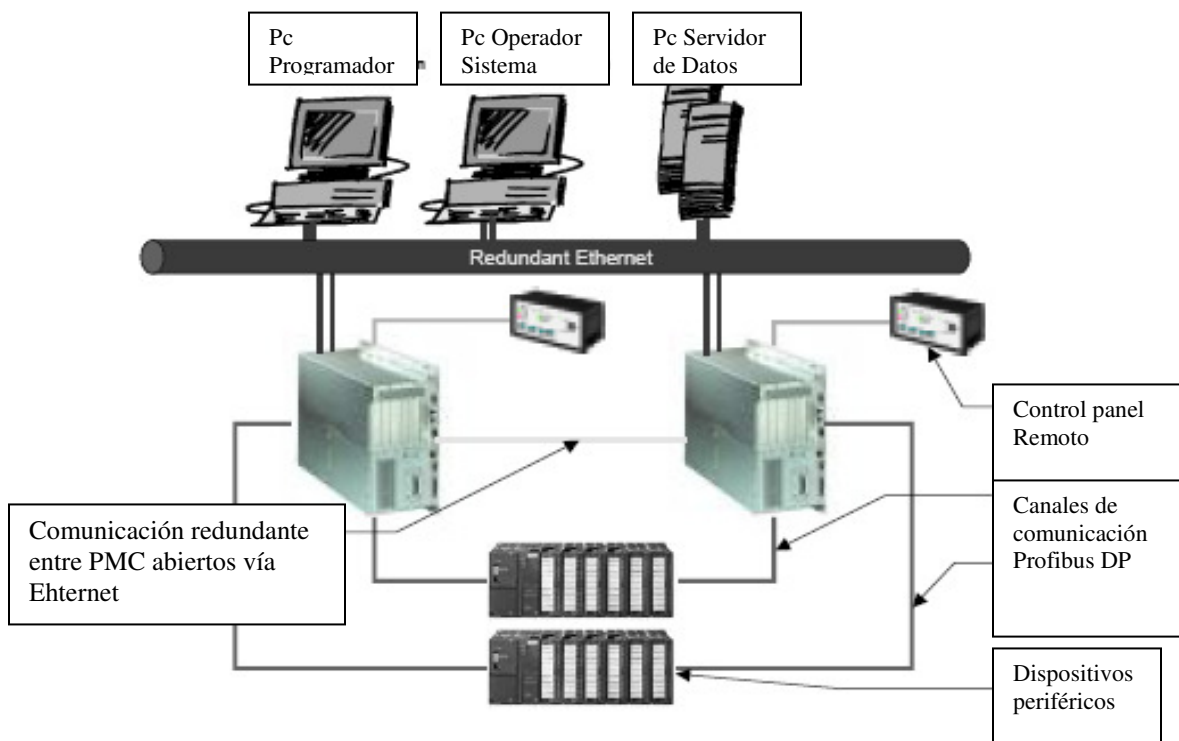 Pc
Programador
Pc Operador
Sistema
Pc Servidor
de Datos
Redundant Ethernet
Control panel
Remoto
Comunicación redundante
entre PMC abiertos vía
Ehternet
Canales de
comunicación
Profibus DP
Dispositivos
periféricos